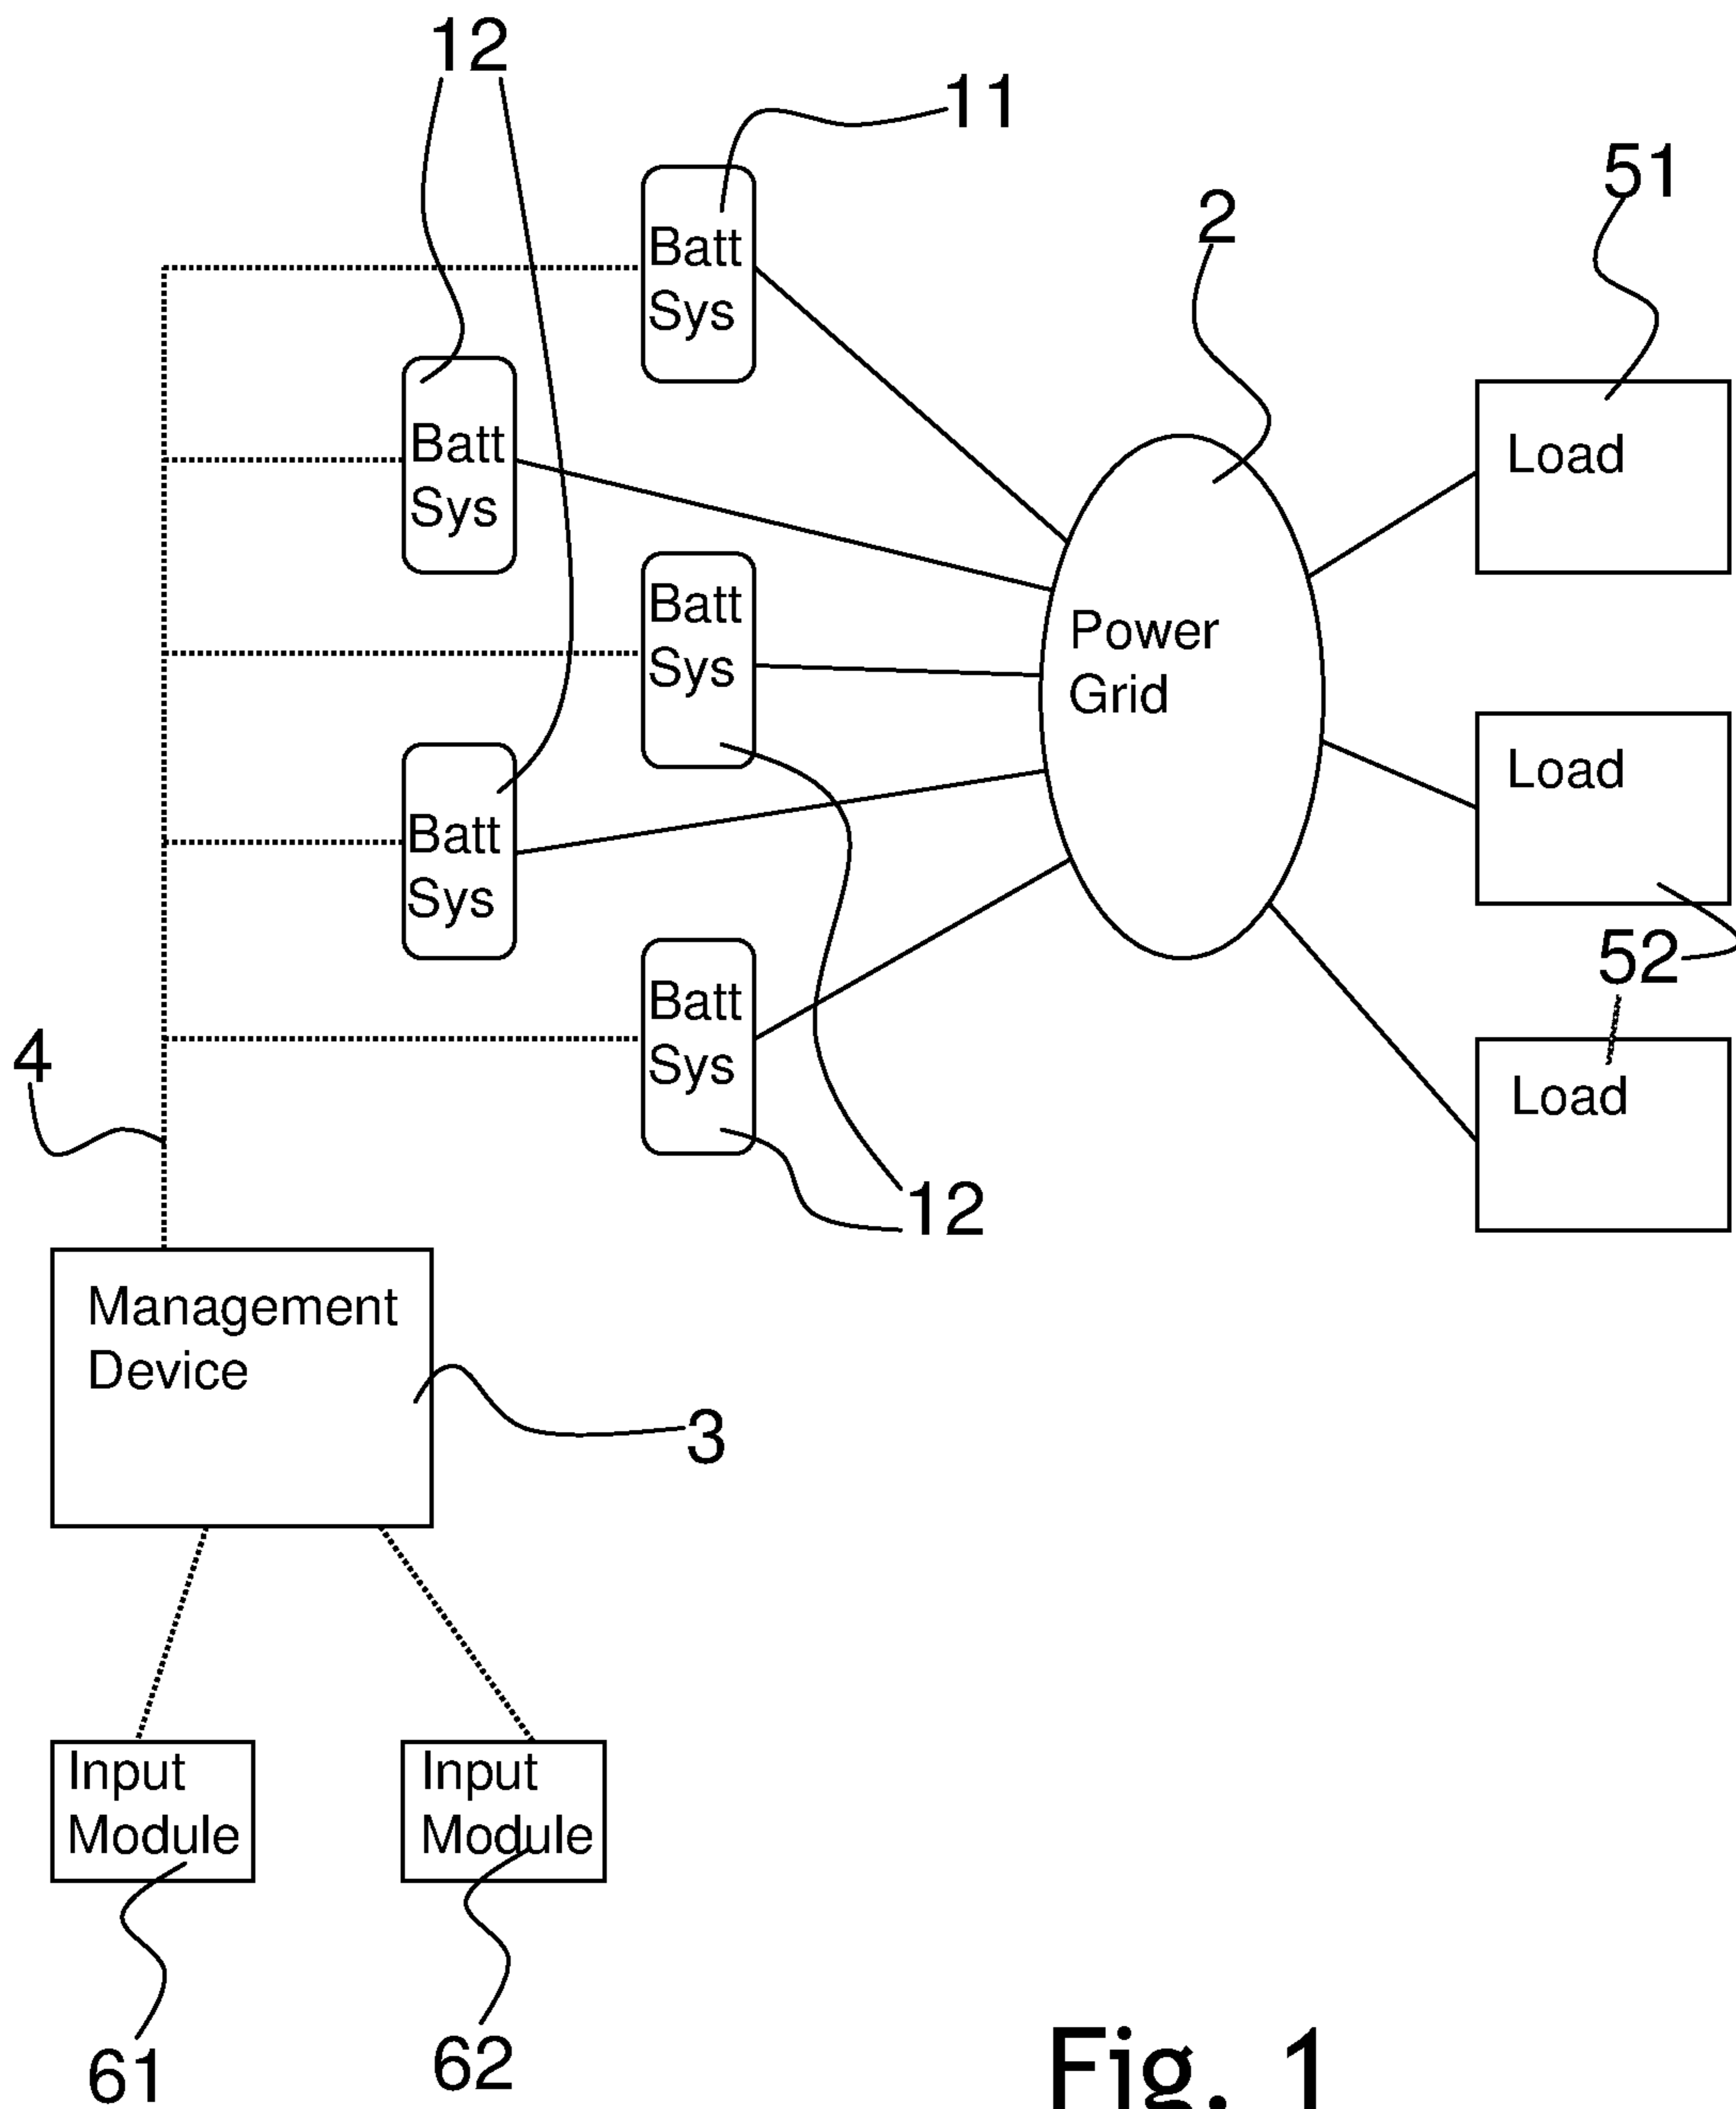 12
11
51
2
Batt
Sys
Batt
Sys
Load
Batt
Sys
Power
Grid
Load
Batt
Sys
52
Batt
Sys
4
Load
12
Management
Device
3
Input
Module
Input
Module
61
62
Fig. 1